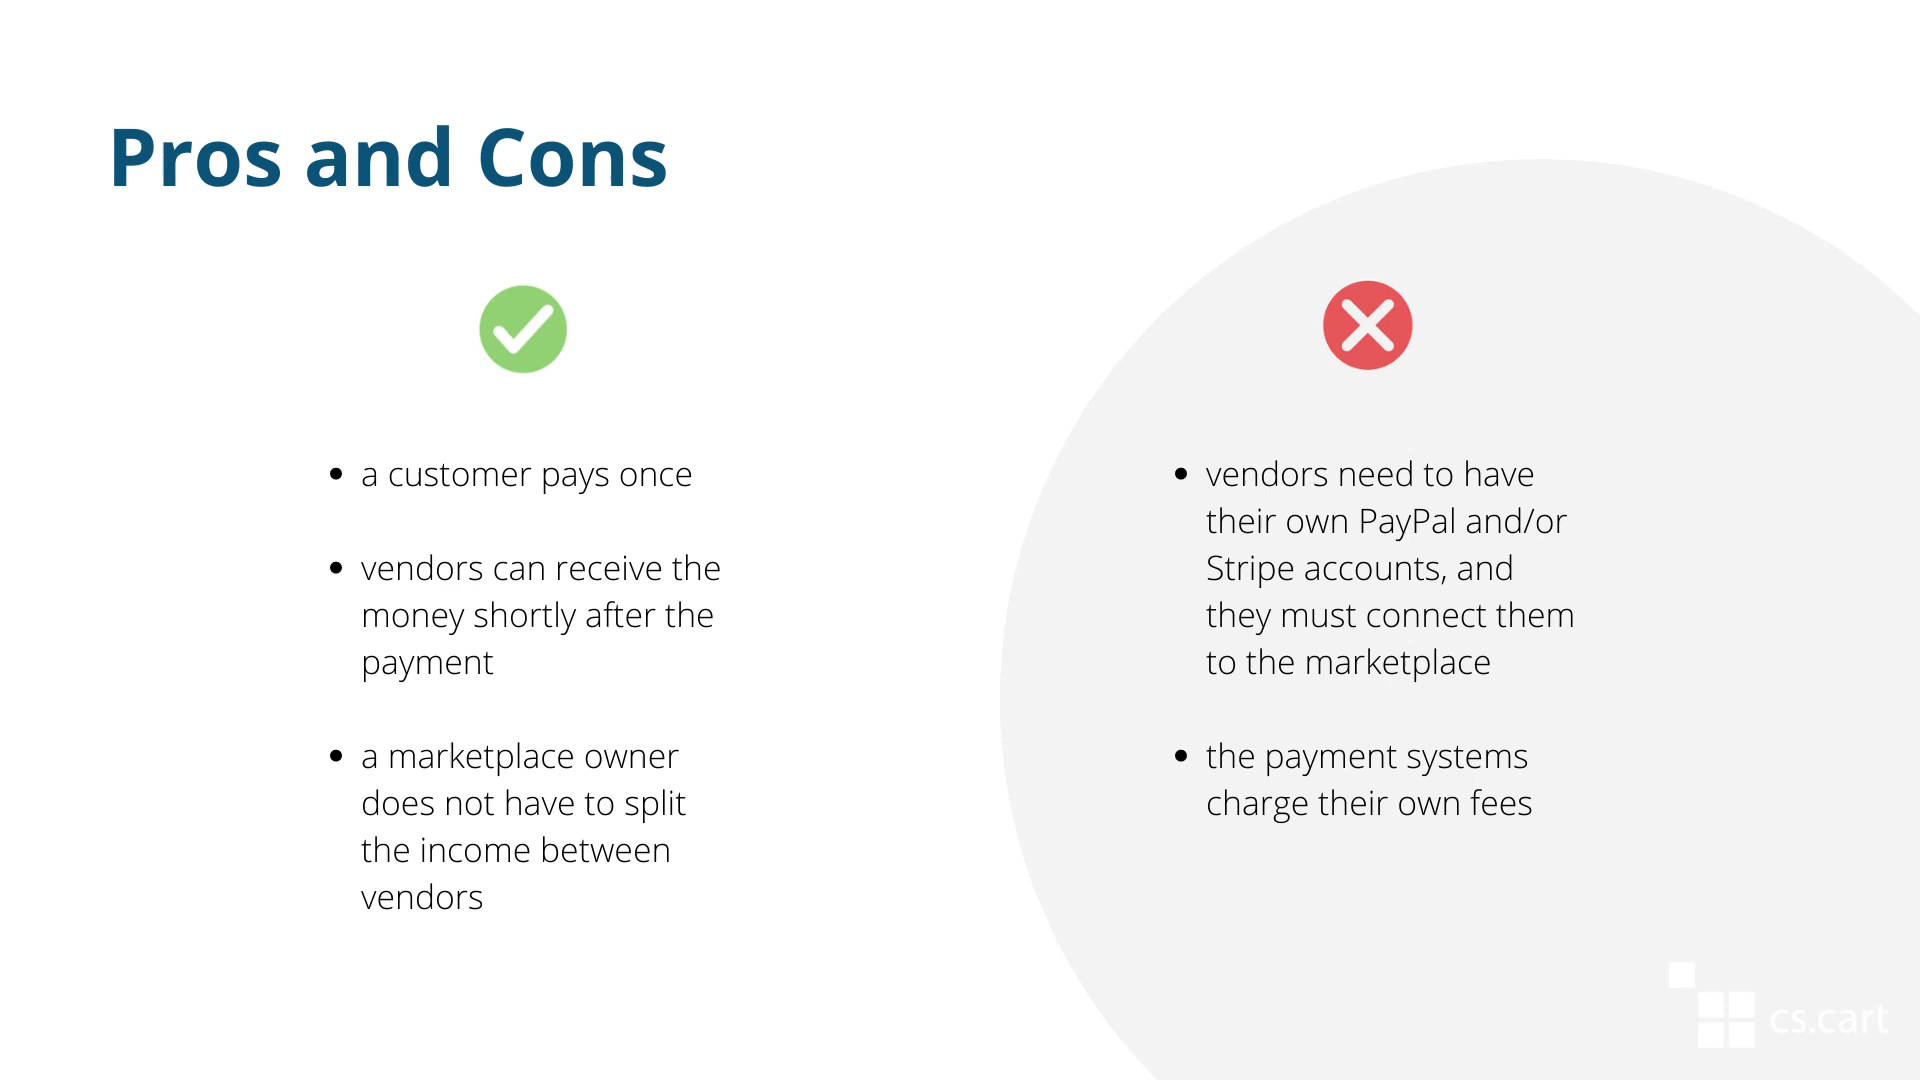 Pros and Cons
• a customer pays once
• vendors can receive the
money shortly after the
payment
• a marketplace owner
does not have to split
the income between
vendors
• vendors need to have
their own PayPal and/or
Stripe accounts, and
they must connect them
to the marketplace
• the payment systems
charge their own fees
cs.cart